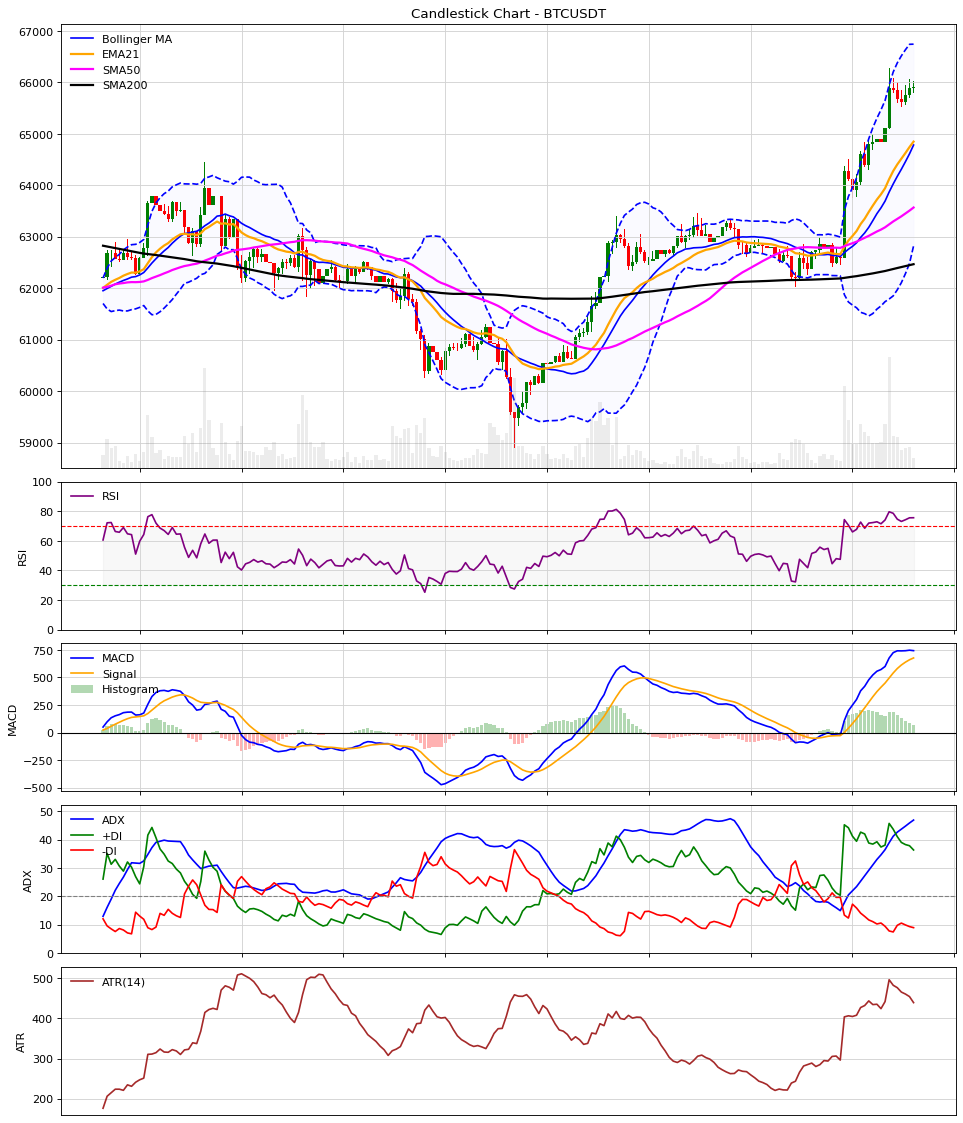 Candlestick Chart - BTCUSDT
67000
66000
65000
64000
63000
62000
61000
60000
59000
Bollinger MA
EMA21
SMA50
SMA200
RSI
100
80
60
40
20
0
RSI
MACD
750
500
250
0
−250
−500
MACD
Signal
Histogram
ADX
50
40
30
20
10
0
ADX
+DI
-DI
ATR
500
400
300
200
ATR(14)